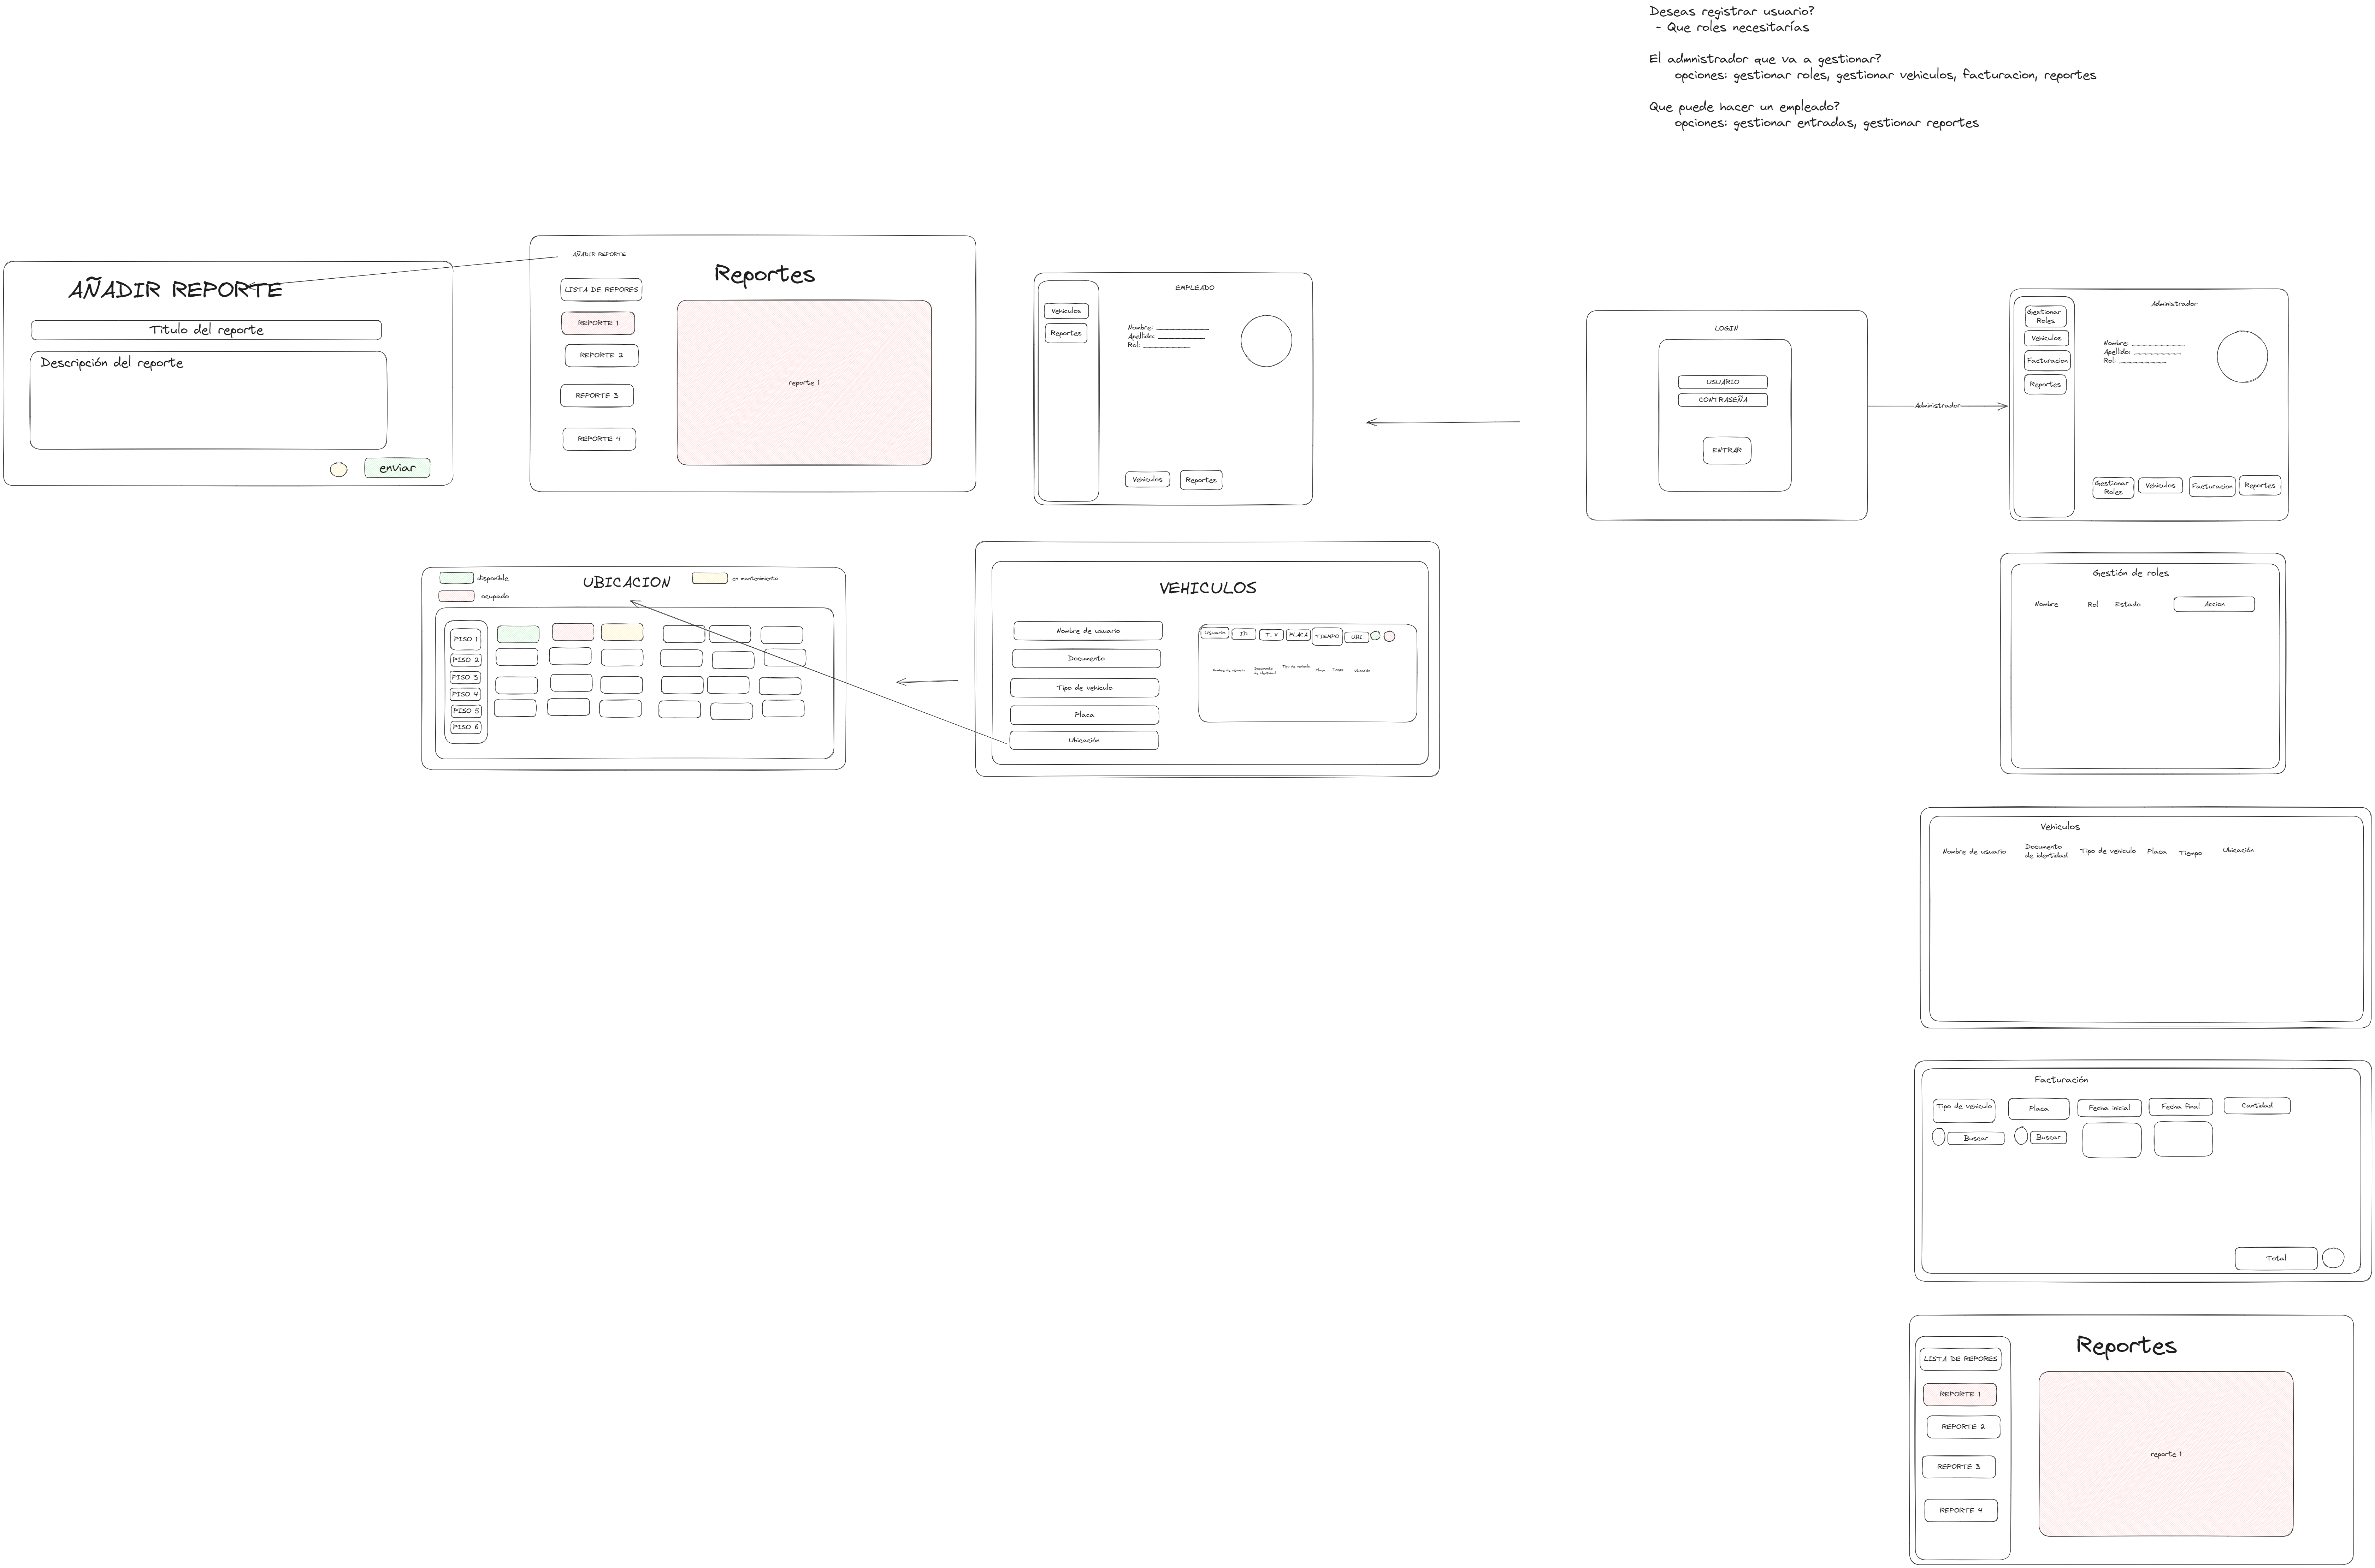 Deseas registrar usuario?
- Que roles necesitarías
El admnistrador que va a gestionar?
opciones: gestionar roles, gestionar vehiculos, facturacion, reportes
Que puede hacer un empleado?
opciones: gestionar entradas, gestionar reportes
AÑADIR REPORTE
Titulo del reporte
Descripción del reporte
enviar
AÑADIR REPORTE
Reportes
LISTA DE REPORES
REPORTE 1
REPORTE 2
REPORTE 3
REPORTE 4
reporte 1
EMPLEADO
Vehiculos
Reportes
Nombre: _______________
Apellido: _______________
Rol: _______________
Vehiculos
Reportes
LOGIN
USUARIO
CONTRASEÑA
ENTRAR
Administrador
Administrador
Gestionar
Roles
Vehiculos
Facturacion
Reportes
Nombre: _______________
Apellido: _______________
Rol: _______________
Gestionar
Roles
Vehiculos
Facturacion
Reportes
disponible
ocupado
UBICACION
en mantenimiento
PISO 1
PISO 2
PISO 3
PISO 4
PISO 5
PISO 6
VEHICULOS
Nombre de usuario
Documento
Tipo de vehiculo
Placa
Ubicación
Usuario
ID
T. V
PLACA
TIEMPO
UBI
Nombre de usuario
Documento
de identidad
Tipo de vehiculo
Placa
Tiempo
Ubicación
Gestión de roles
Nombre
Rol
Estado
Accion
Vehiculos
Nombre de usuario
Documento
de identidad
Tipo de vehiculo
Placa
Tiempo
Ubicación
Facturación
Tipo de vehiculo
Placa
Fecha inicial
Fecha final
Cantidad
Buscar
Buscar
Total
Reportes
LISTA DE REPORES
REPORTE 1
REPORTE 2
REPORTE 3
REPORTE 4
reporte 1